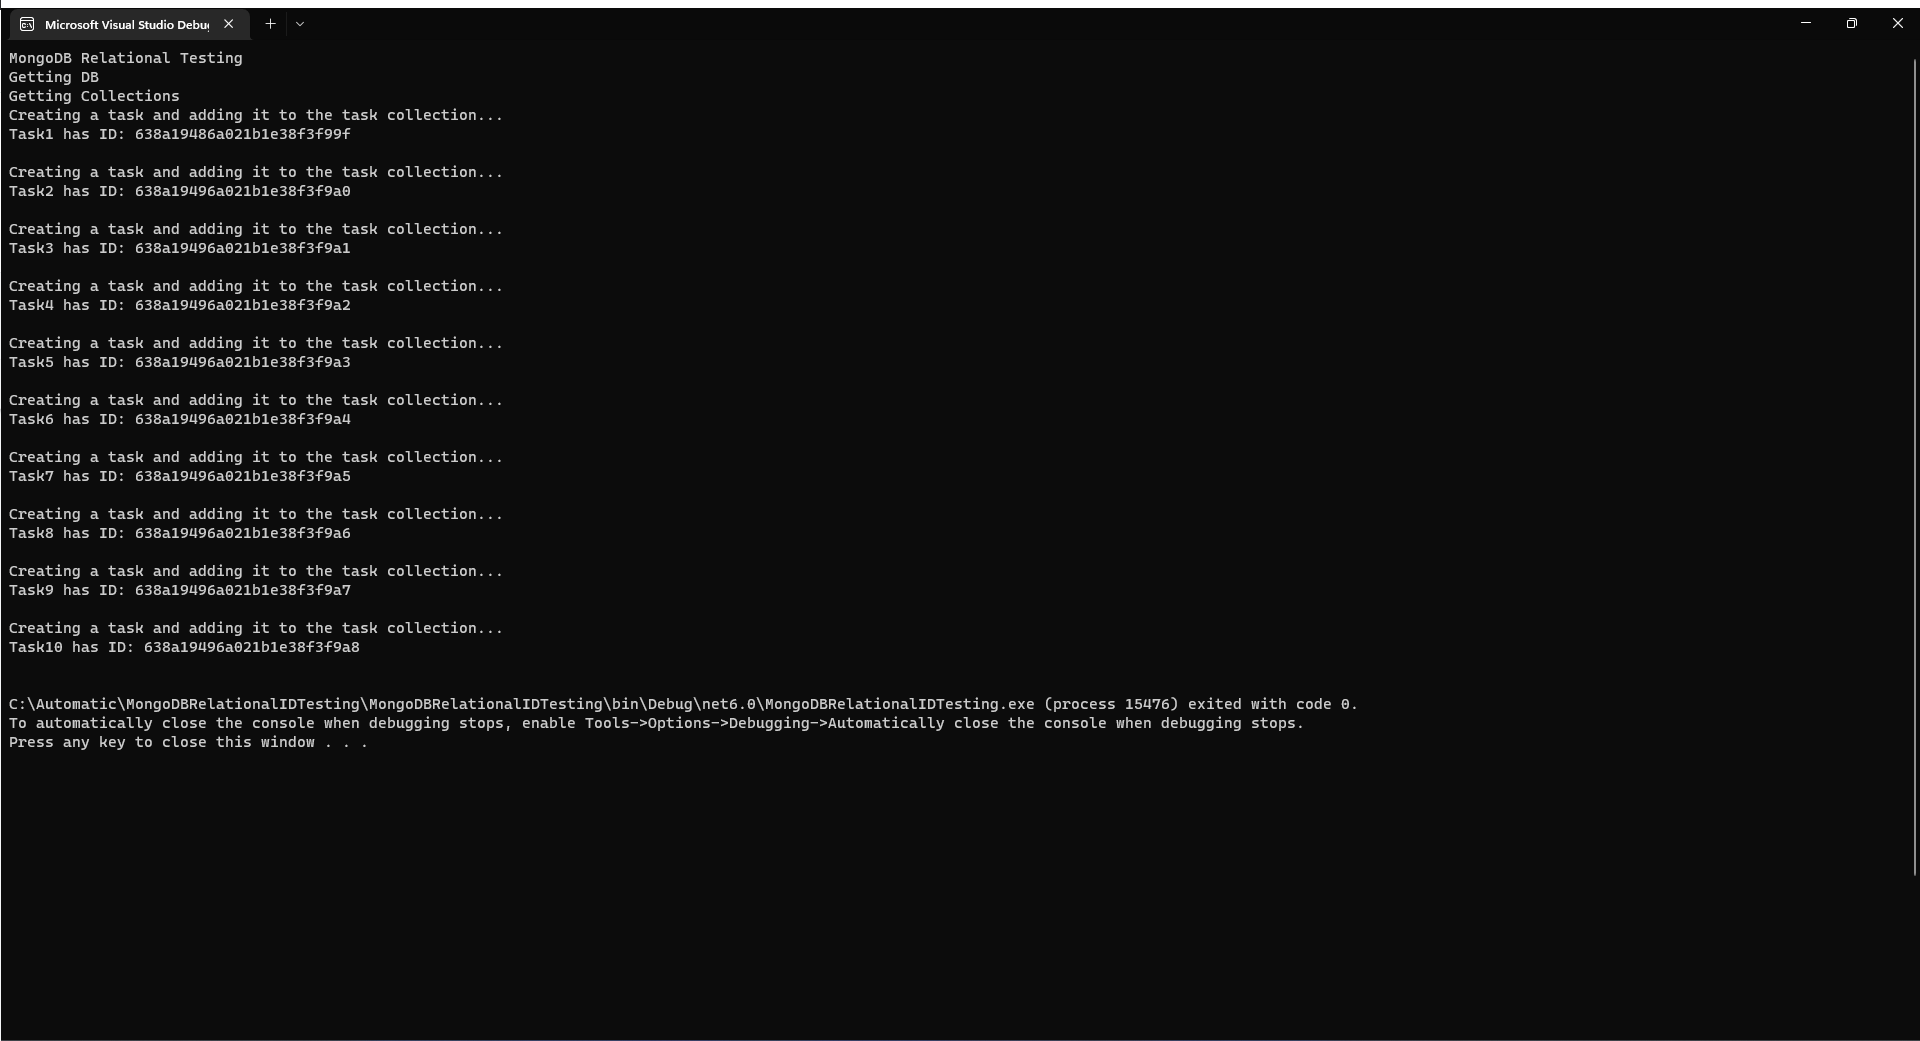 Microsoft Visual Studio Debug
MongoDB Relational Testing
Getting DB
Getting Collections
Creating a task and adding it to the task collection...
Task1 has ID: 638a19486a021b1e38f3f99f
Creating a task and adding it to the task collection...
Task2 has ID: 638a19496a021b1e38f3f9a0
Creating a task and adding it to the task collection...
Task3 has ID: 638a19496a021b1e38f3f9a1
Creating a task and adding it to the task collection...
Task4 has ID: 638a19496a021b1e38f3f9a2
Creating a task and adding it to the task collection...
Task5 has ID: 638a19496a021b1e38f3f9a3
Creating a task and adding it to the task collection...
Task6 has ID: 638a19496a021b1e38f3f9a4
Creating a task and adding it to the task collection...
Task7 has ID: 638a19496a021b1e38f3f9a5
Creating a task and adding it to the task collection...
Task8 has ID: 638a19496a021b1e38f3f9a6
Creating a task and adding it to the task collection...
Task9 has ID: 638a19496a021b1e38f3f9a7
Creating a task and adding it to the task collection...
Task10 has ID: 638a19496a021b1e38f3f9a8
C:\Automatic\MongoDBRelationalIDTesting\MongoDBRelationalIDTesting\bin\Debug\net6.0\MongoDBRelationalIDTesting.exe (process 15476) exited with code 0.
To automatically close the console when debugging stops, enable Tools->Options->Debugging->Automatically close the console when debugging stops.
Press any key to close this window . . .